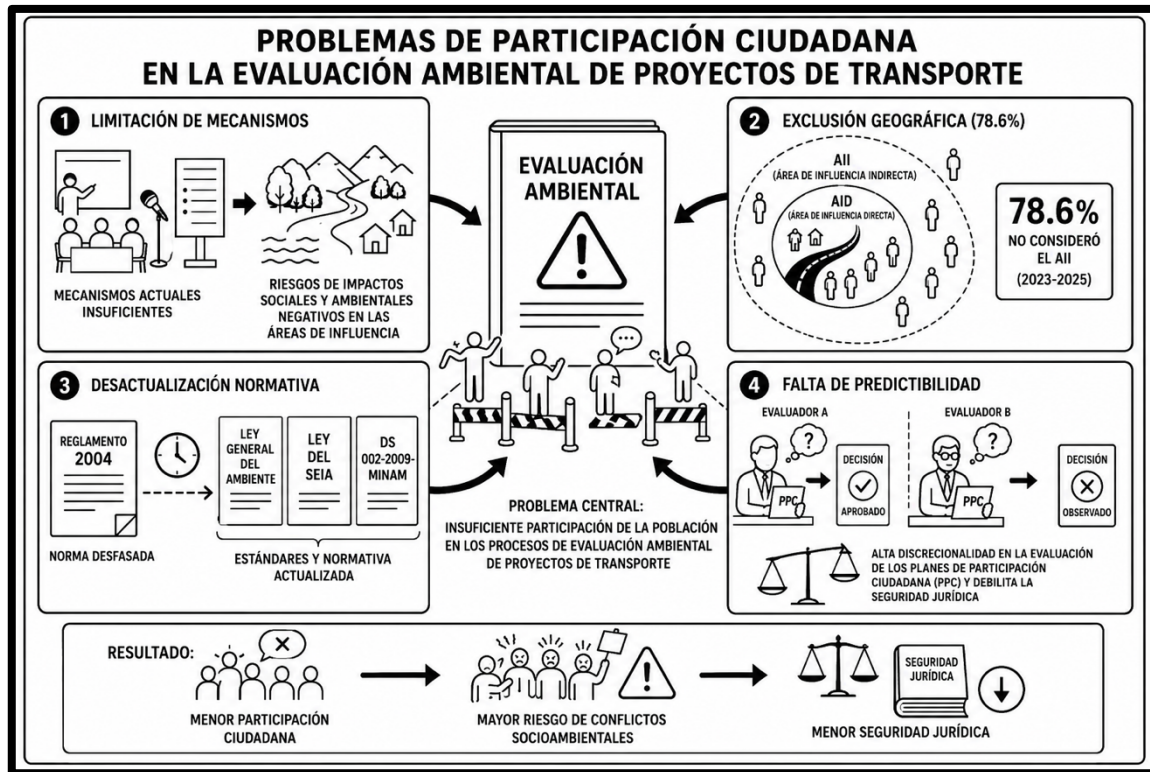 PROBLEMAS DE PARTICIPACIÓN CIUDADANA
EN LA EVALUACIÓN AMBIENTAL DE PROYECTOS DE TRANSPORTE
1 LIMITACIÓN DE MECANISMOS
MECANISMOS ACTUALES
INSUFICIENTES
RIESGOS DE IMPACTOS
SOCIALES Y AMBIENTALES
NEGATIVOS EN LAS
ÁREAS DE INFLUENCIA
EVALUACIÓN
AMBIENTAL
2 EXCLUSIÓN GEOGRÁFICA (78.6%)
AII
(ÁREA DE INFLUENCIA INDIRECTA)
AID
(ÁREA DE INFLUENCIA DIRECTA)
78.6%
NO CONSIDERÓ
EL AII
(2023-2025)
3 DESACTUALIZACIÓN NORMATIVA
REGLAMENTO
2004
NORMA DESFASADA
LEY
GENERAL
DEL
AMBIENTE
LEY
DEL
SEIA
DS
002-2009-
MINAM
ESTÁNDARES Y NORMATIVA
ACTUALIZADA
PROBLEMA CENTRAL:
INSUFICIENTE PARTICIPACIÓN DE LA POBLACIÓN
EN LOS PROCESOS DE EVALUACIÓN AMBIENTAL
DE PROYECTOS DE TRANSPORTE
4 FALTA DE PREDICTIBILIDAD
EVALUADOR A
?
PPC
DECISIÓN
APROBADO
EVALUADOR B
?
PPC
DECISIÓN
OBSERVADO
ALTA DISCRECIONALIDAD EN LA EVALUACIÓN
DE LOS PLANES DE PARTICIPACIÓN
CIUDADANA (PPC) Y DEBILITA LA
SEGURIDAD JURÍDICA
RESULTADO:
MENOR PARTICIPACIÓN
CIUDADANA
MAYOR RIESGO DE CONFLICTOS
SOCIOAMBIENTALES
SEGURIDAD
JURÍDICA
MENOR SEGURIDAD JURÍDICA